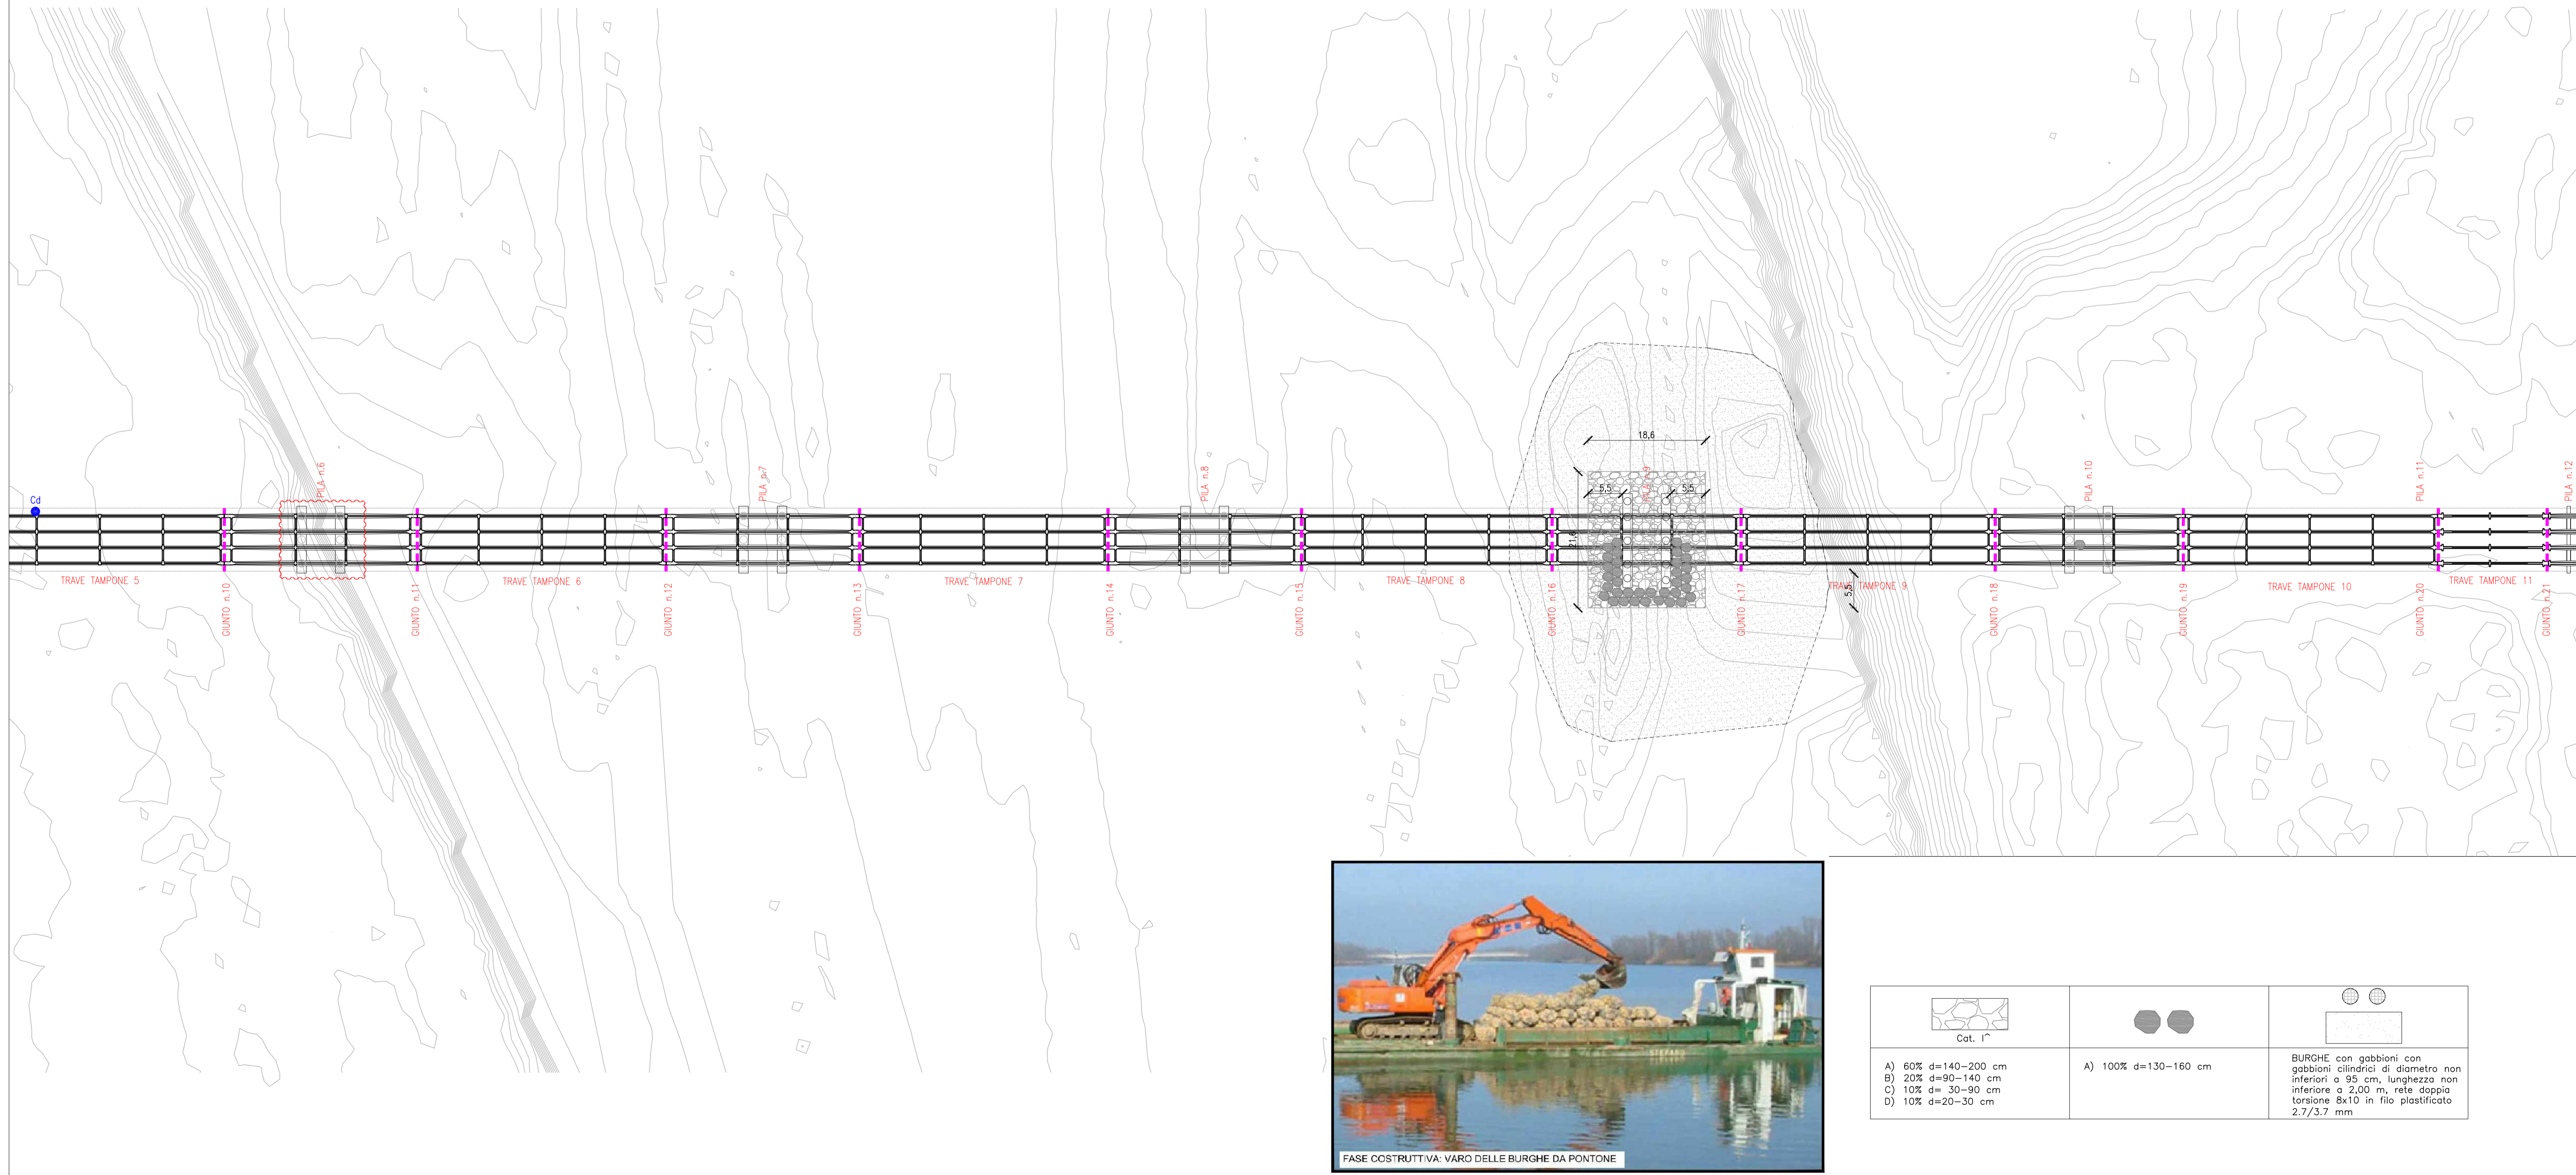 Cd
PILA n.6
PILA n.7
PILA n.8
PILA n.9
PILA n.10
PILA n.11
PILA n.12
18,6
5,5
5,5
21,6
5,5
TRAVE TAMPONE 5
TRAVE TAMPONE 6
TRAVE TAMPONE 7
TRAVE TAMPONE 8
TRAVE TAMPONE 9
TRAVE TAMPONE 10
TRAVE TAMPONE 11
GIUNTO n.10
GIUNTO n.11
GIUNTO n.12
GIUNTO n.13
GIUNTO n.14
GIUNTO n.15
GIUNTO n.16
GIUNTO n.17
GIUNTO n.18
GIUNTO n.19
GIUNTO n.20
GIUNTO n.21
FASE COSTRUTTIVA: VARO DELLE BURGHE DA PONTONE
Cat. I^
A) 60% d=140-200 cm
B) 20% d=90-140 cm
C) 10% d= 30-90 cm
D) 10% d=20-30 cm
A) 100% d=130-160 cm
BURGHE con gabbioni con
gabbioni cilindrici di diametro non
inferiori a 95 cm, lunghezza non
inferiore a 2,00 m, rete doppia
torsione 8x10 in filo plastificato
2.7/3.7 mm